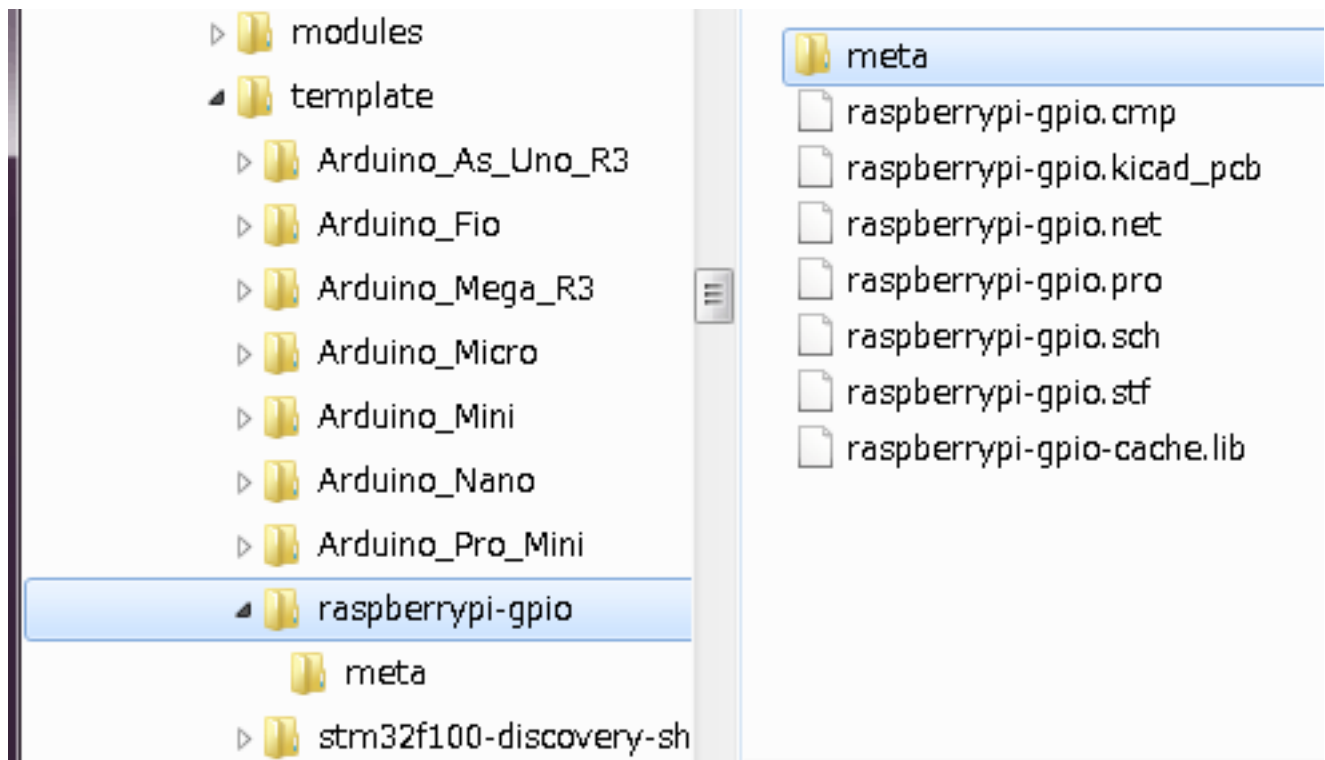 modules
template
Arduino_As_Uno_R3
Arduino_Fio
Arduino_Mega_R3
Arduino_Micro
Arduino_Mini
Arduino_Nano
Arduino_Pro_Mini
raspberrypi-gpio
meta
stm32f100-discovery-sh
meta
raspberrypi-gpio.cmp
raspberrypi-gpio.kicad_pcb
raspberrypi-gpio.net
raspberrypi-gpio.pro
raspberrypi-gpio.sch
raspberrypi-gpio.stf
raspberrypi-gpio-cache.lib